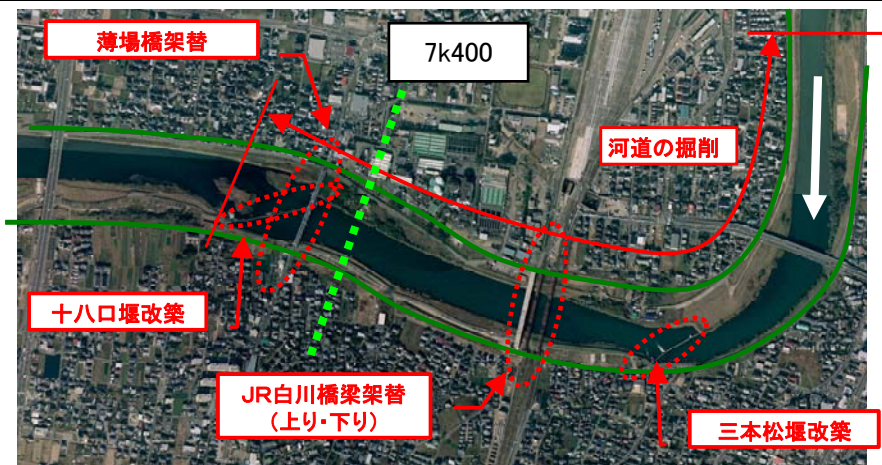 薄場橋架替
7k400
河道の掘削
十八口堰改築
JR白川橋梁架替
(上り・下り)
三本松堰改築